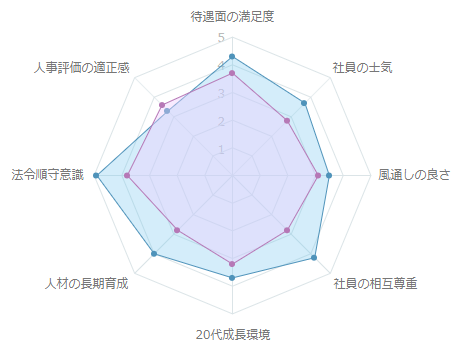 待遇面の満足度
社員の士気
風通しの良さ
社員の相互尊重
20代成長環境
人材の長期育成
法令順守意識
人事評価の適正感
5
4
3
2
1